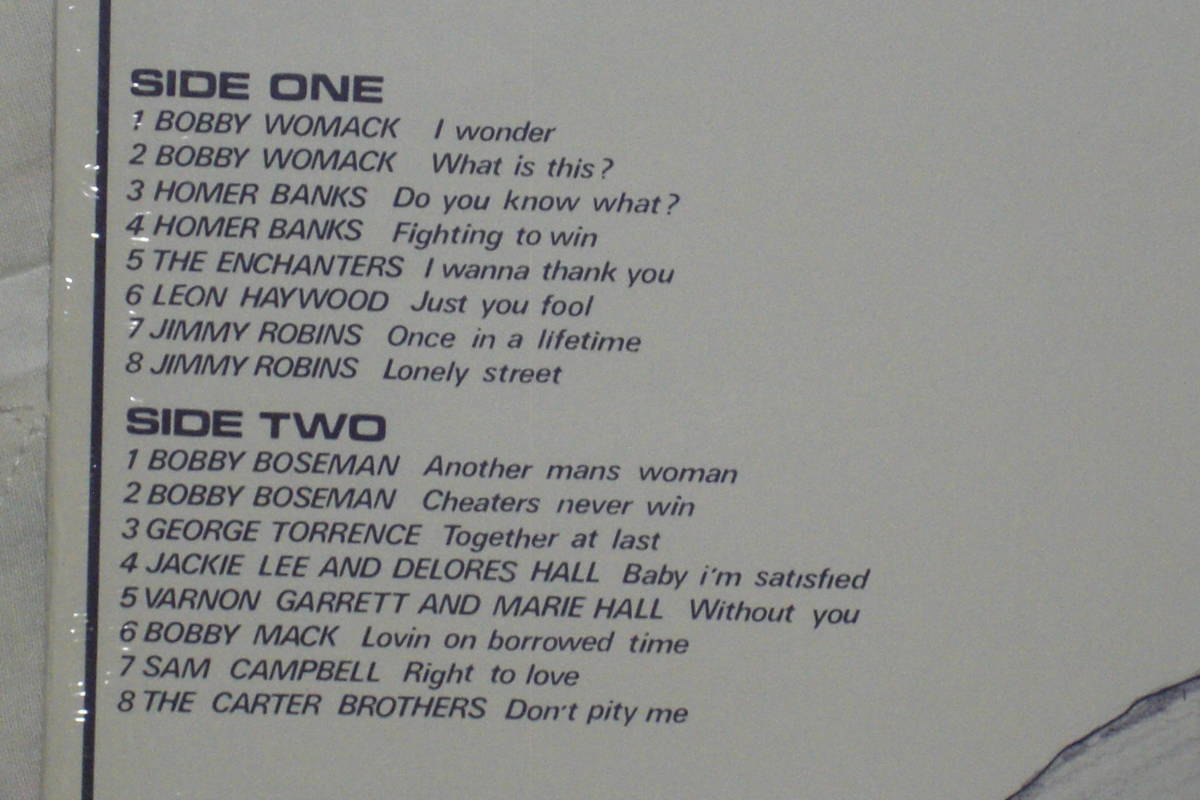 SIDE ONE
1 BOBBY WOMACK I wonder
2 BOBBY WOMACK What is this?
3 HOMER BANKS Do you know what?
4 HOMER BANKS Fighting to win
5 THE ENCHANTERS I wanna thank you
6 LEON HAYWOOD Just you fool
7 JIMMY ROBINS Once in a lifetime
8 JIMMY ROBINS Lonely street
SIDE TWO
1 BOBBY BOSEMAN Another mans woman
2 BOBBY BOSEMAN Cheaters never win
3 GEORGE TORRENCE Together at last
4 JACKIE LEE AND DELORES HALL Baby i'm satisfied
5 VARNON GARRETT AND MARIE HALL Without you
6 BOBBY MACK Lovin on borrowed time
7 SAM CAMPBELL Right to love
8 THE CARTER BROTHERS Don't pity me